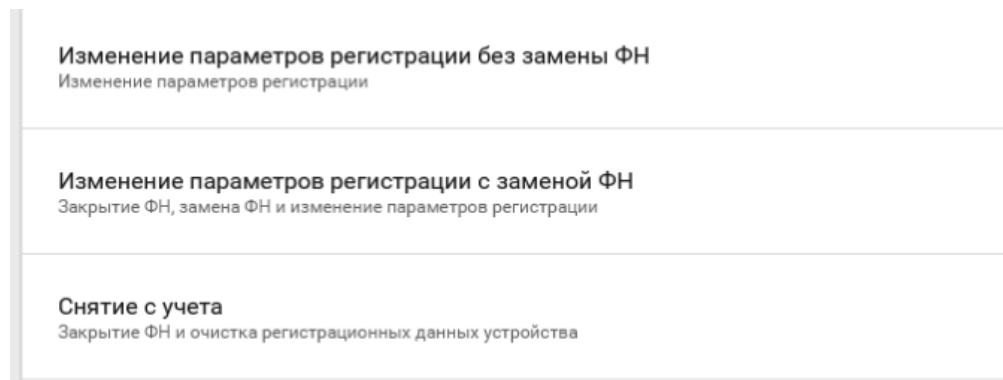 Изменение параметров регистрации без замены ФН
Изменение параметров регистрации
Изменение параметров регистрации с заменой ФН
Закрытие ФН, замена ФН и изменение параметров регистрации
Снятие с учета
Закрытие ФН и очистка регистрационных данных устройства